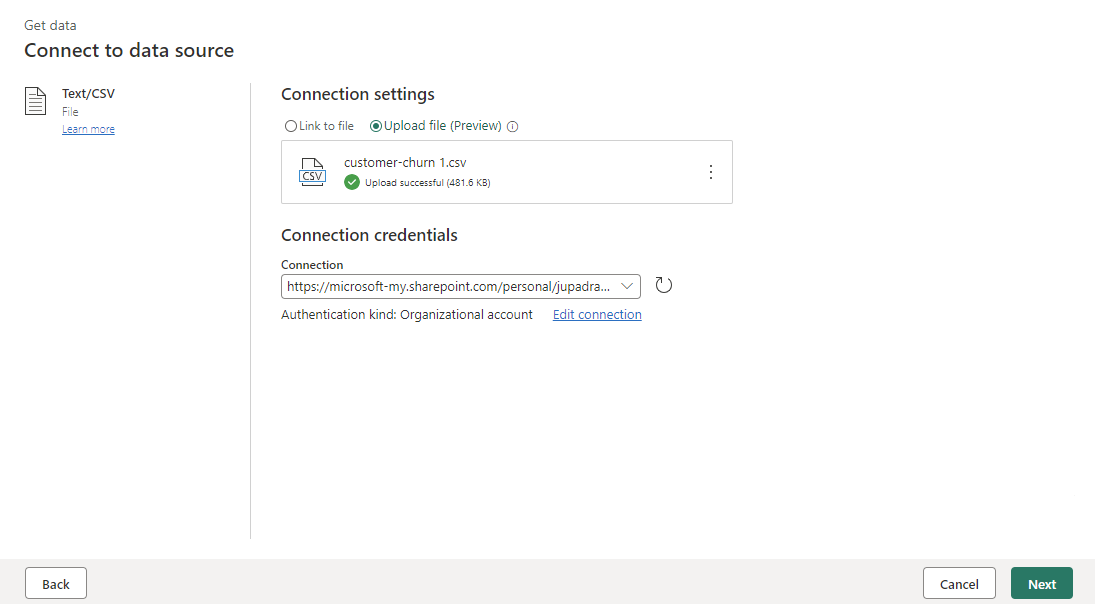 Get data
Connect to data source
Text/CSV
File
Learn more
Connection settings
Link to file Upload file (Preview)
CSV
customer-churn 1.csv
Upload successful (481.6 KB)
Connection credentials
Connection
https://microsoft-my.sharepoint.com/personal/jupadra...
Authentication kind: Organizational account Edit connection
Back Cancel Next